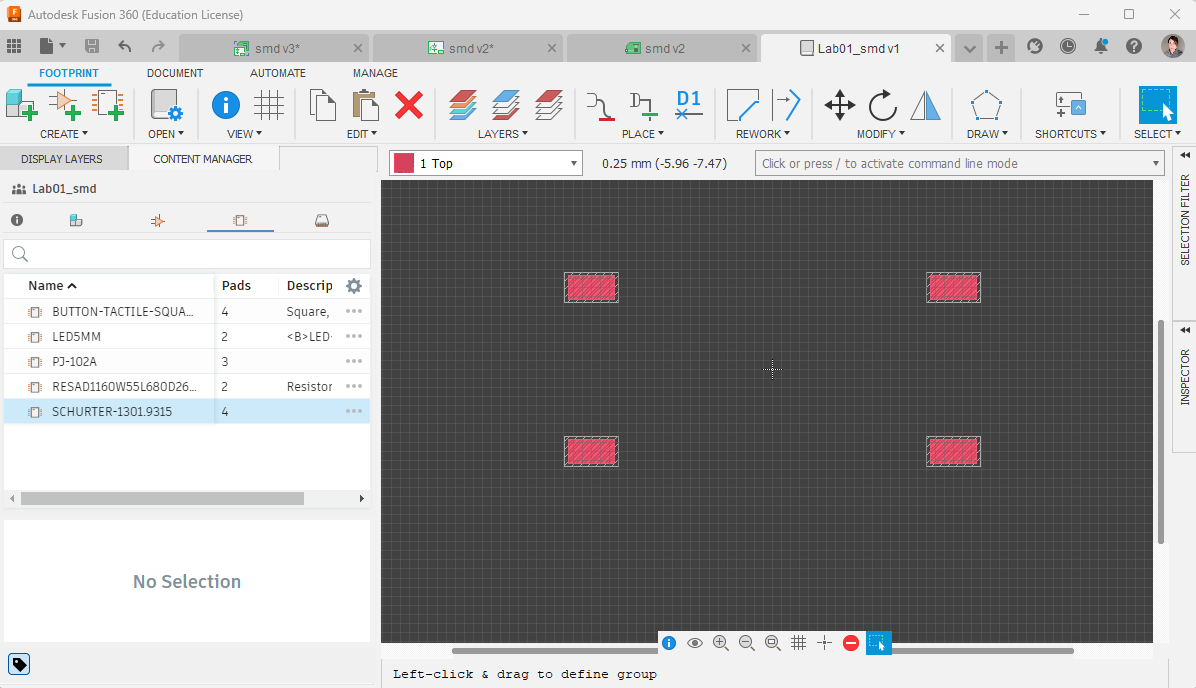 Autodesk Fusion 360 (Education License)
smd v3*
smd v2*
smd v2
Lab01_smd v1
FOOTPRINT
DOCUMENT
AUTOMATE
MANAGE
D1
CREATE
OPEN
VIEW
EDIT
LAYERS
PLACE
REWORK
MODIFY
DRAW
SHORTCUTS
SELECT
DISPLAY LAYERS
CONTENT MANAGER
1 Top
0.25 mm (-5.96 -7.47)
Click or press / to activate command line mode
Lab01_smd
Name
Pads
Descrip
BUTTON-TACTILE-SQUA...
4
Square,
LED5MM
2
<B>LED
PJ-102A
3
RESAD1160W55L680D26...
2
Resistor
SCHURTER-1301.9315
4
No Selection
SELECTION FILTER
INSPECTOR
Left-click & drag to define group